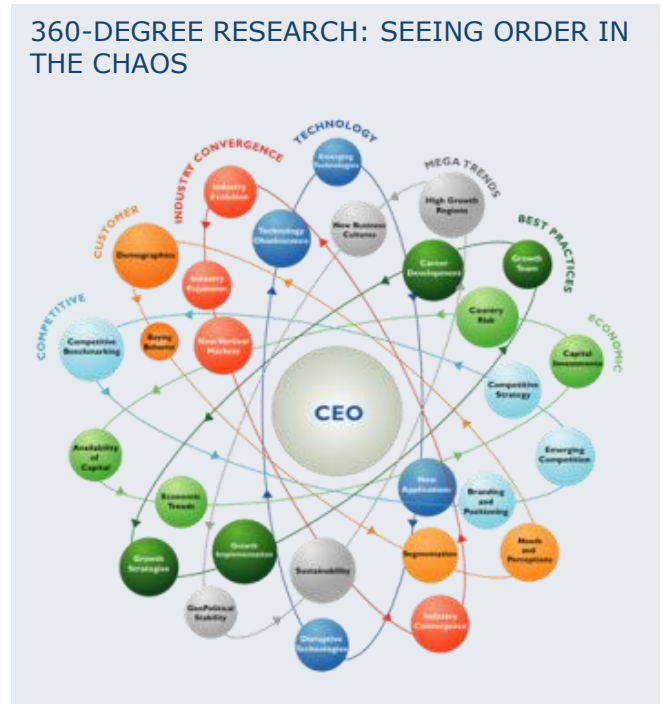 360-DEGREE RESEARCH: SEEING ORDER IN
THE CHAOS
TECHNOLOGY
INDUSTRY CONVERGENCE
MEGA TRENDS
CUSTOMER
BEST PRACTICES
COMPETITIVE
ECONOMIC
Emerging
Technologies
Industry
Evolution
High Growth
Regions
Technology
Obsolescence
New Business
Cultures
Demographics
Career
Development
Growth
Team
Industry
Expansion
Country
Risk
Competitive
Benchmarking
Buying
Behavior
New Vertical
Markets
Capital
Investments
Competitive
Strategy
CEO
Availability
of
Capital
Emerging
Competition
New
Applications
Economic
Trends
Branding
and
Positioning
Growth
Strategies
Growth
Implementation
Sustainability
Segmentation
Needs
and
Perceptions
GeoPolitical
Stability
Disruptive
Technologies
Industry
Convergence